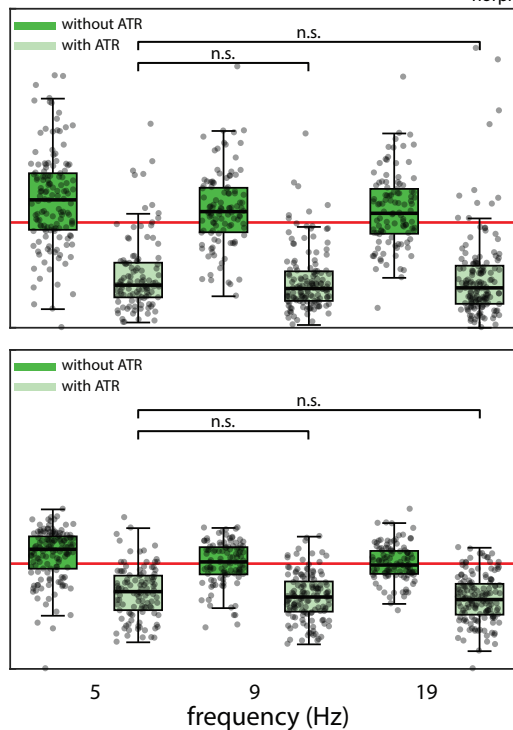 without ATR
with ATR
n.s.
n.s.
without ATR
with ATR
n.s.
n.s.
5 9 19
frequency (Hz)